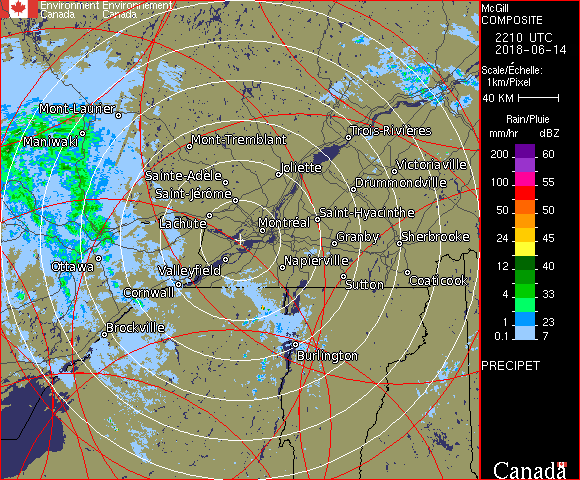 Environment Environnement
Canada Canada
McGill
COMPOSITE
2210 UTC
2018-06-14
Scale/Échelle:
1km/Pixel
40 KM
Rain/Pluie
mm/hr dBZ
200 60
150 55
100 55
50 50
24 45
12 40
4 33
1 23
0.1 7
PRECIPET
Canada
Mont-Laurier
Maniwaki
Mont-Tremblant
Trois-Rivières
Joliette
Victoriaville
Sainte-Adèle
Drummondville
Saint-Jérôme
Saint-Hyacinthe
Lachute
Montréal
Granby
Sherbrooke
Ottawa
Valleyfield
Napierville
Cornwall
Sutton
Coaticook
Brockville
Burlington